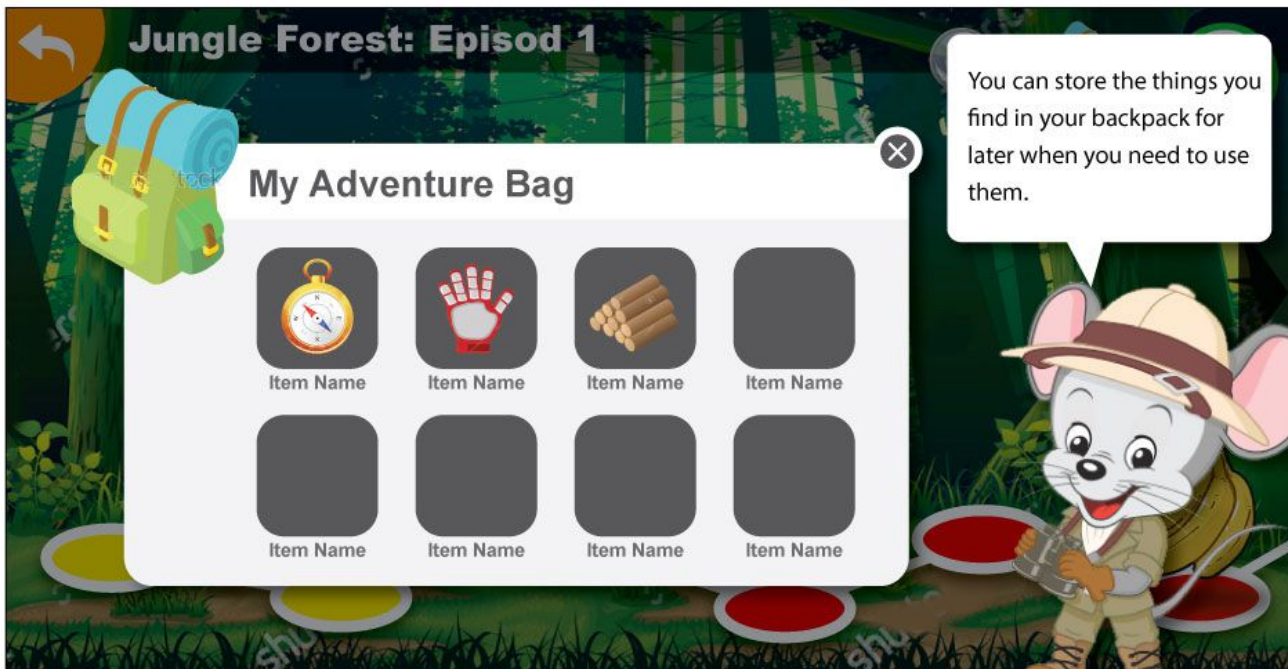 Jungle Forest: Episod 1
You can store the things you
find in your backpack for
later when you need to use
them.
tock
My Adventure Bag
Item Name Item Name Item Name Item Name
Item Name Item Name Item Name Item Name
shu